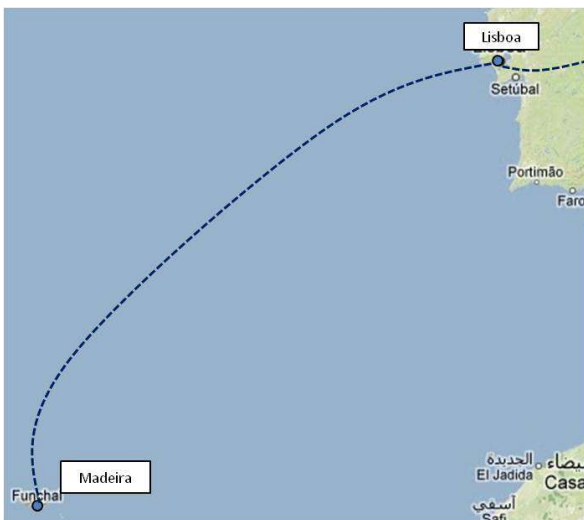 Lisboa
Setúbal
Portimão
Faro
الجديدة
El Jadida
Casa
آسفي
Safi
Madeira
Funchal